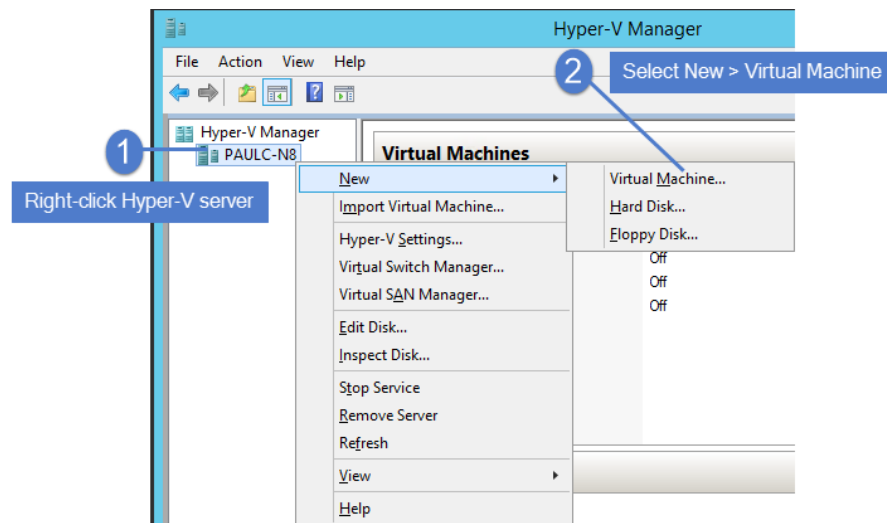 Hyper-V Manager
File Action View Help
2
Select New > Virtual Machine
Hyper-V Manager
1
PAULC-N8
Virtual Machines
Right-click Hyper-V server
New
Virtual Machine...
Import Virtual Machine...
Hard Disk...
Hyper-V Settings...
Floppy Disk...
Off
Virtual Switch Manager...
Off
Virtual SAN Manager...
Off
Edit Disk...
Inspect Disk...
Stop Service
Remove Server
Refresh
View
Help